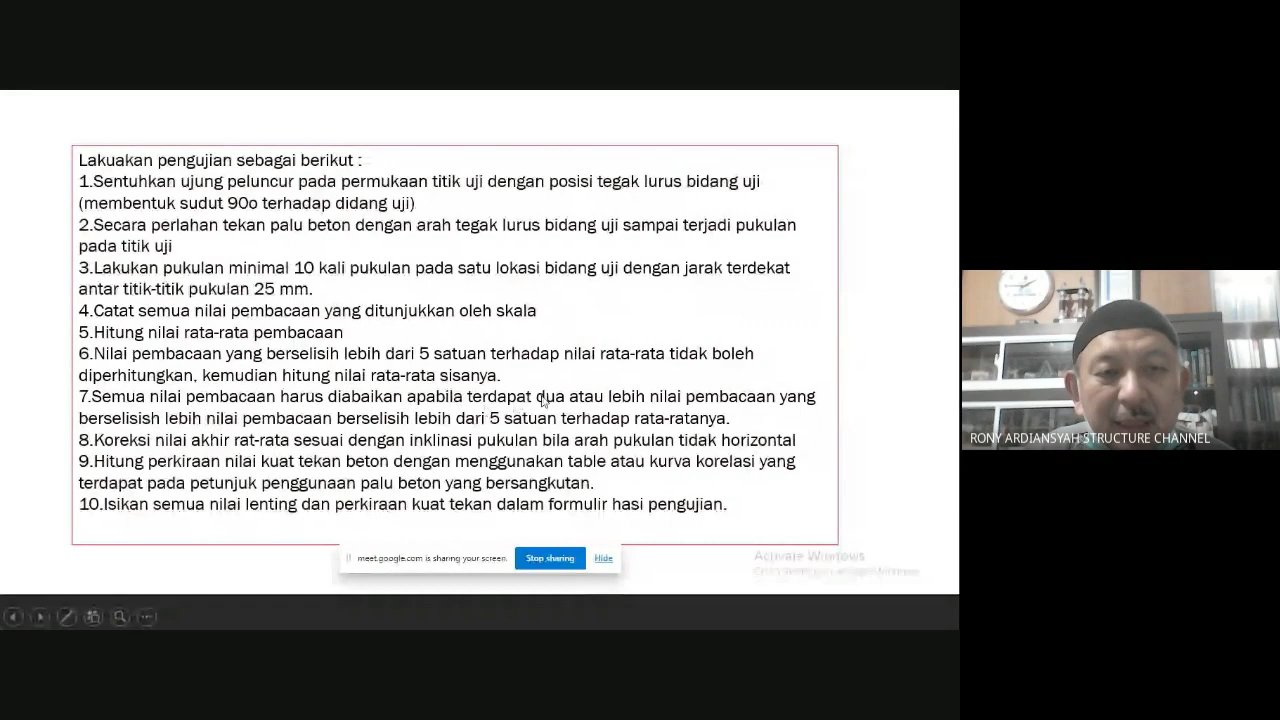 Lakuakan pengujian sebagai berikut :
1.Sentuhkan ujung peluncur pada permukaan titik uji dengan posisi tegak lurus bidang uji
(membentuk sudut 90o terhadap didang uji)
2.Secara perlahan tekan palu beton dengan arah tegak lurus bidang uji sampai terjadi pukulan
pada titik uji
3.Lakukan pukulan minimal 10 kali pukulan pada satu lokasi bidang uji dengan jarak terdekat
antar titik-titik pukulan 25 mm.
4.Catat semua nilai pembacaan yang ditunjukkan oleh skala
5.Hitung nilai rata-rata pembacaan
6.Nilai pembacaan yang berselisih lebih dari 5 satuan terhadap nilai rata-rata tidak boleh
diperhitungkan, kemudian hitung nilai rata-rata sisanya.
7.Semua nilai pembacaan harus diabaikan apabila terdapat dua atau lebih nilai pembacaan yang
berselisish lebih nilai pembacaan berselisih lebih dari 5 satuan terhadap rata-ratanya.
8.Koreksi nilai akhir rat-rata sesuai dengan inklinasi pukulan bila arah pukulan tidak horizontal
9.Hitung perkiraan nilai kuat tekan beton dengan menggunakan table atau kurva korelasi yang
terdapat pada petunjuk penggunaan palu beton yang bersangkutan.
10.Isikan semua nilai lenting dan perkiraan kuat tekan dalam formulir hasi pengujian.
meet.google.com is sharing your screen.
Stop sharing
Hide
Activate Windows
RONY ARDIANSYAH STRUCTURE CHANNEL